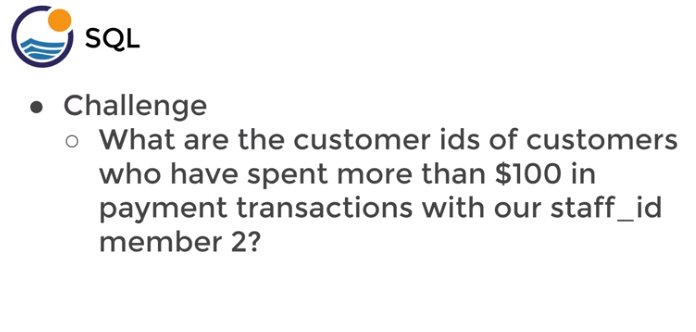 SQL
● Challenge
○ What are the customer ids of customers
who have spent more than $100 in
payment transactions with our staff_id
member 2?